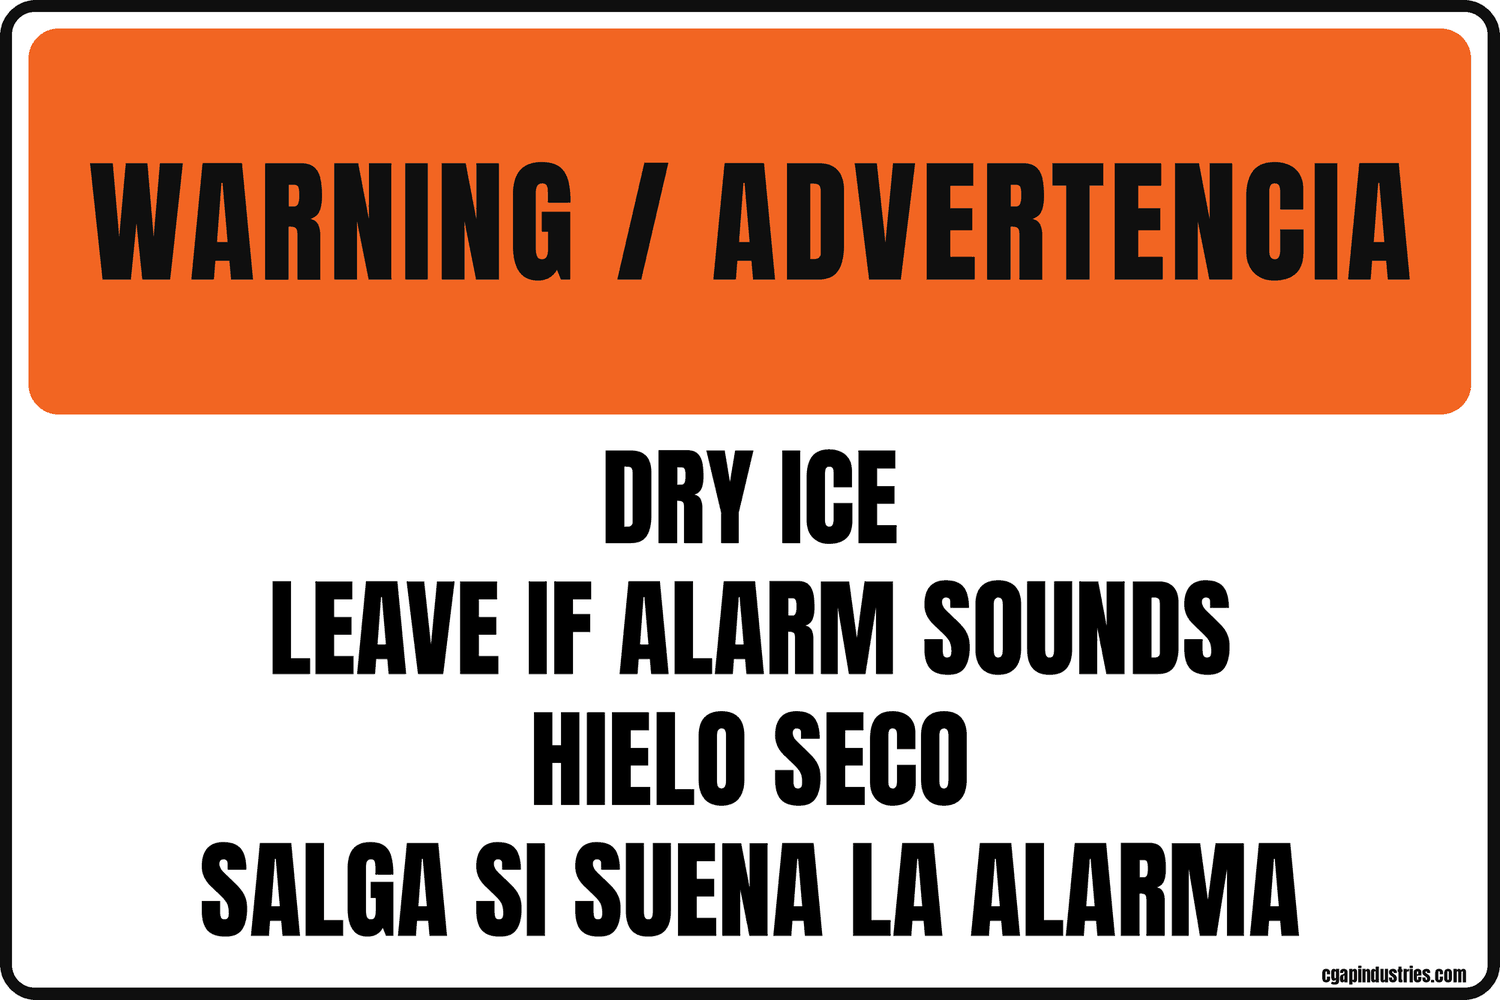 WARNING / ADVERTENCIA
DRY ICE
LEAVE IF ALARM SOUNDS
HIELO SECO
SALGA SI SUENA LA ALARMA
cgapindustries.com